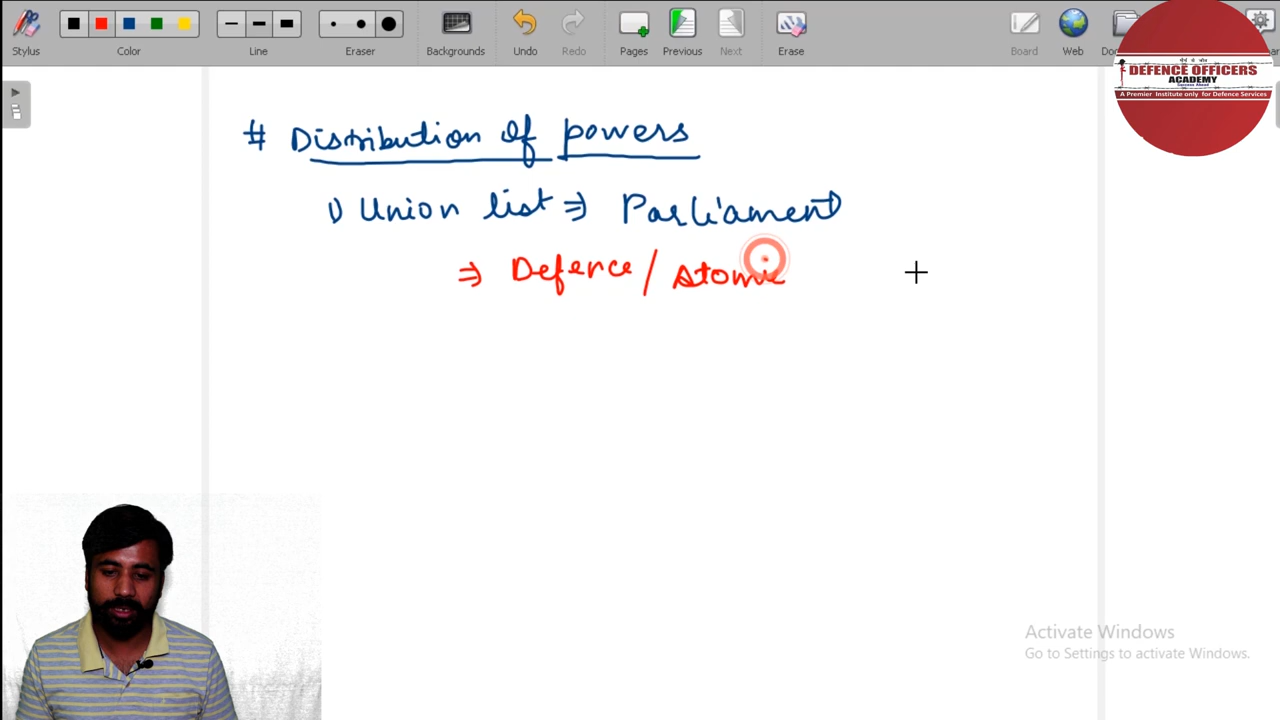 Stylus
Color
Line
Eraser
Backgrounds
Undo
Redo
Pages
Previous
Next
Erase
Board
Web
DEFENCE OFFICERS
ACADEMY
Success Ahead
A Premier Institute only for Defence Services
# Distribution of powers
1) Union list ⇒ Parliament
⇒ Defence / Atomic
Activate Windows
Go to Settings to activate Windows.